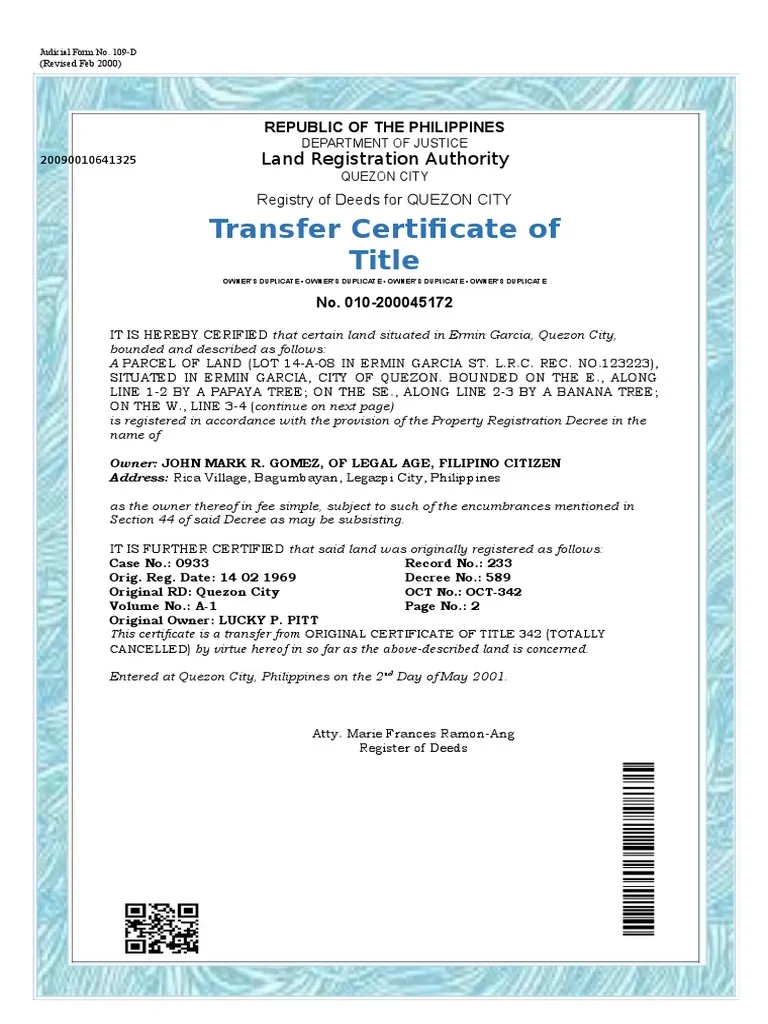 Judicial Form No. 109-D
(Revised Feb 2000)
REPUBLIC OF THE PHILIPPINES
DEPARTMENT OF JUSTICE
20090010641325
Land Registration Authority
QUEZON CITY
Registry of Deeds for QUEZON CITY
Transfer Certificate of
Title
OWNER'S DUPLICATE • OWNER'S DUPLICATE • OWNER'S DUPLICATE • OWNER'S DUPLICATE
No. 010-200045172
IT IS HEREBY CERIFIED that certain land situated in Ermin Garcia, Quezon City,
bounded and described as follows:
A PARCEL OF LAND (LOT 14-A-08 IN ERMIN GARCIA ST. L.R.C. REC. NO.123223),
SITUATED IN ERMIN GARCIA, CITY OF QUEZON. BOUNDED ON THE E., ALONG
LINE 1-2 BY A PAPAYA TREE; ON THE SE., ALONG LINE 2-3 BY A BANANA TREE;
ON THE W., LINE 3-4 (continue on next page)
is registered in accordance with the provision of the Property Registration Decree in the
name of
Owner: JOHN MARK R. GOMEZ, OF LEGAL AGE, FILIPINO CITIZEN
Address: Rica Village, Bagumbayan, Legazpi City, Philippines
as the owner thereof in fee simple, subject to such of the encumbrances mentioned in
Section 44 of said Decree as may be subsisting.
IT IS FURTHER CERTIFIED that said land was originally registered as follows:
Case No.: 0933 Record No.: 233
Orig. Reg. Date: 14 02 1969 Decree No.: 589
Original RD: Quezon City OCT No.: OCT-342
Volume No.: A-1 Page No.: 2
Original Owner: LUCKY P. PITT
This certificate is a transfer from ORIGINAL CERTIFICATE OF TITLE 342 (TOTALLY
CANCELLED) by virtue hereof in so far as the above-described land is concerned.
Entered at Quezon City, Philippines on the 2nd Day of May 2001.
Atty. Marie Frances Ramon-Ang
Register of Deeds